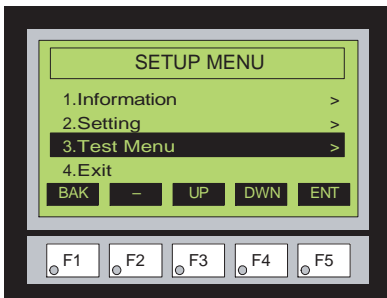 SETUP MENU
1.Information >
2.Setting >
3.Test Menu >
4.Exit
BAK – UP DWN ENT
F1 F2 F3 F4 F5